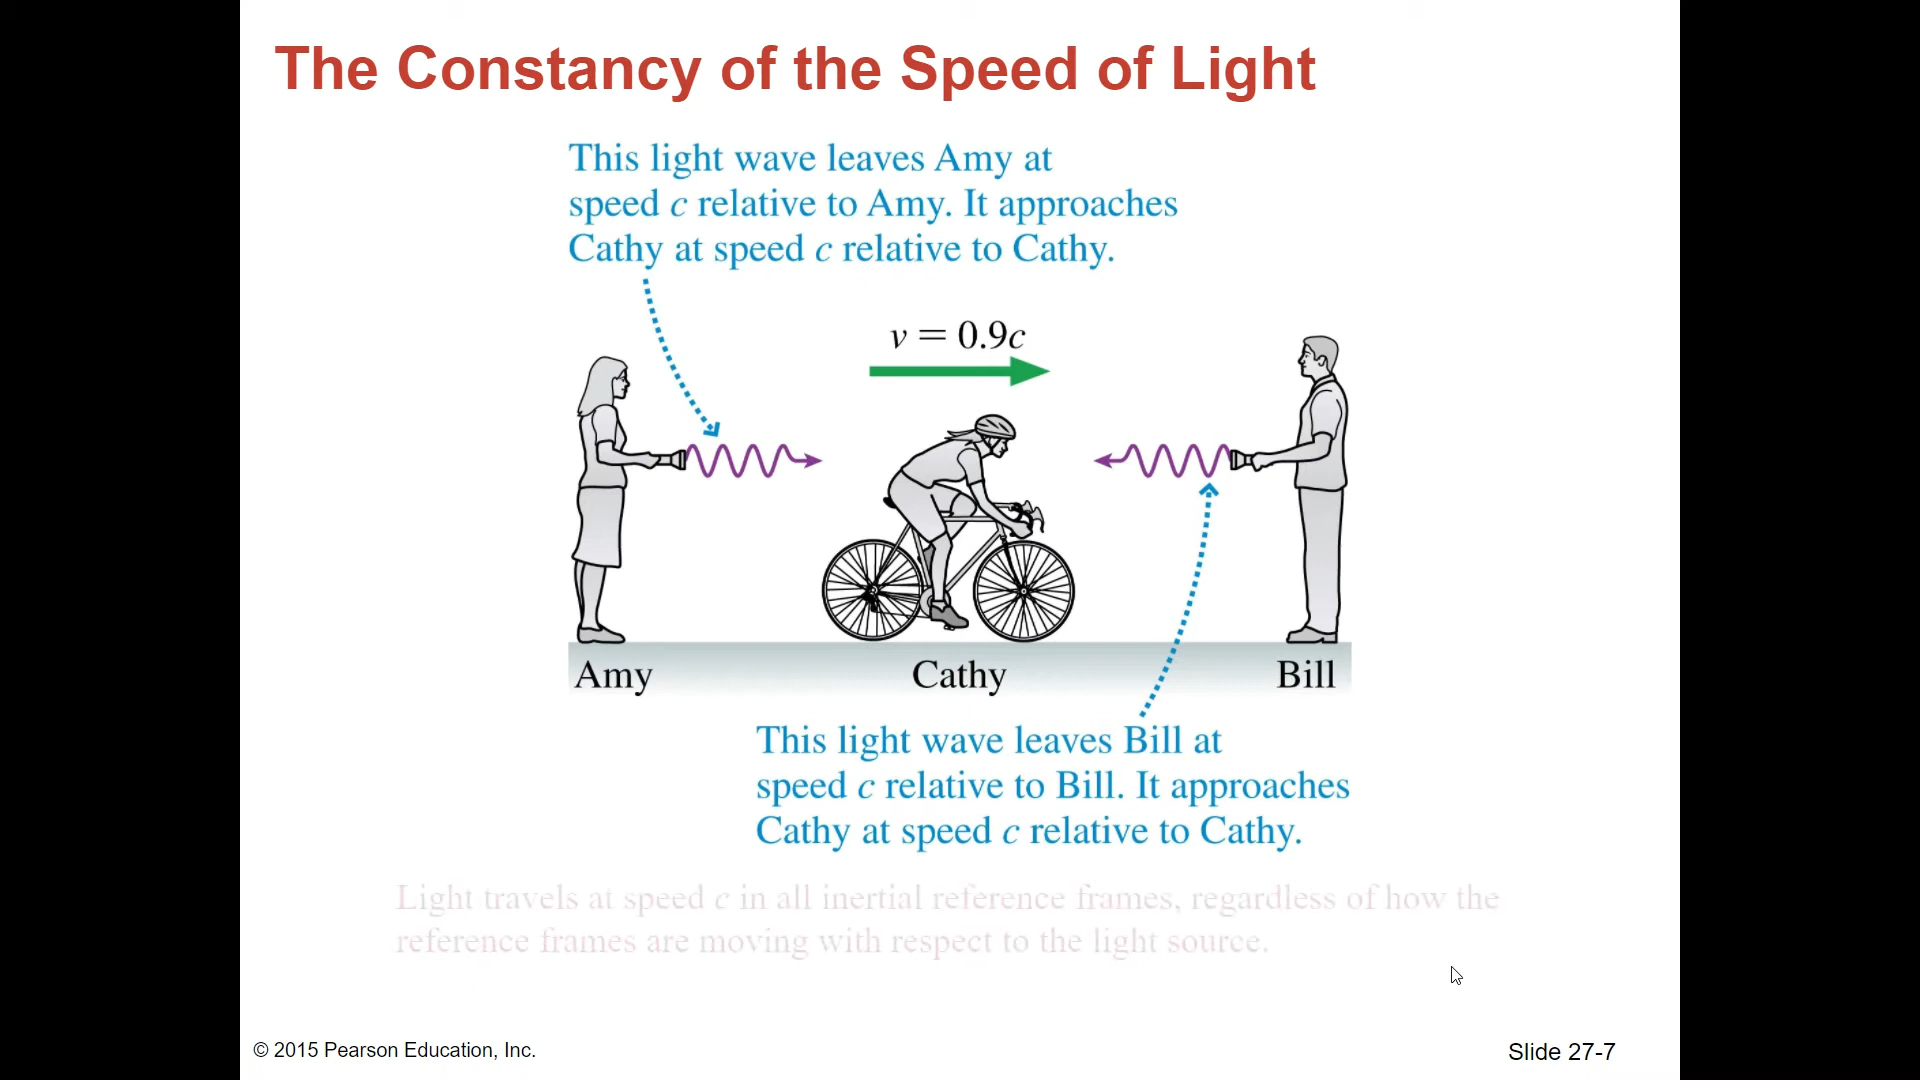 The Constancy of the Speed of Light
This light wave leaves Amy at
speed c relative to Amy. It approaches
Cathy at speed c relative to Cathy.
v = 0.9c
Amy
Cathy
Bill
This light wave leaves Bill at
speed c relative to Bill. It approaches
Cathy at speed c relative to Cathy.
Light travels at speed c in all inertial reference frames, regardless of how the
reference frames are moving with respect to the light source.
© 2015 Pearson Education, Inc.
Slide 27-7